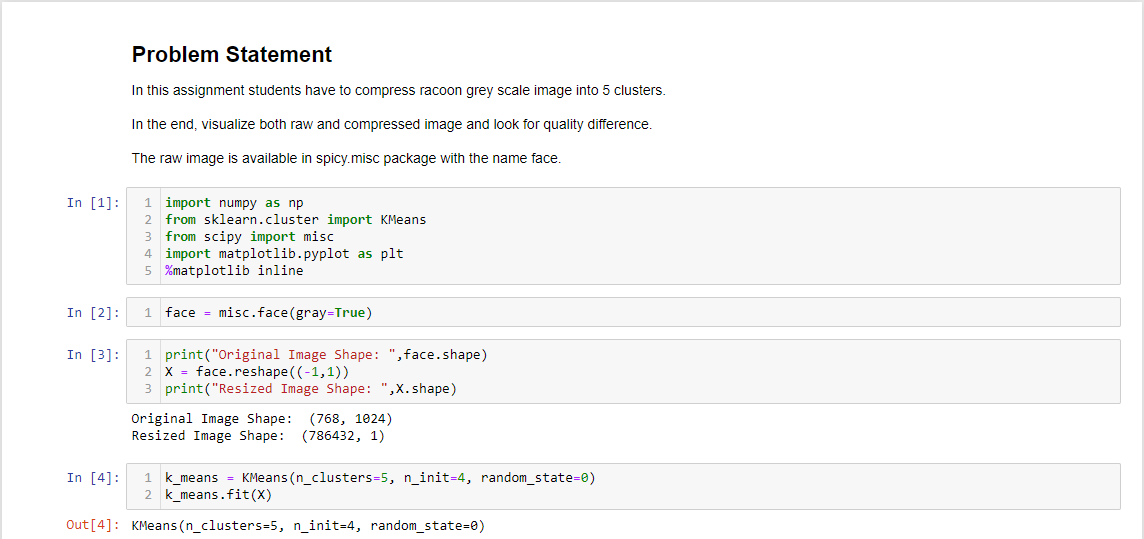 Problem Statement
In this assignment students have to compress racoon grey scale image into 5 clusters.
In the end, visualize both raw and compressed image and look for quality difference.
The raw image is available in spicy.misc package with the name face.
In [1]: 1 import numpy as np
2 from sklearn.cluster import KMeans
3 from scipy import misc
4 import matplotlib.pyplot as plt
5 %matplotlib inline
In [2]: 1 face = misc.face(gray=True)
In [3]: 1 print("Original Image Shape: ",face.shape)
2 X = face.reshape((-1,1))
3 print("Resized Image Shape: ",X.shape)
Original Image Shape:  (768, 1024)
Resized Image Shape:  (786432, 1)
In [4]: 1 k_means = KMeans(n_clusters=5, n_init=4, random_state=0)
2 k_means.fit(X)
Out[4]: KMeans(n_clusters=5, n_init=4, random_state=0)